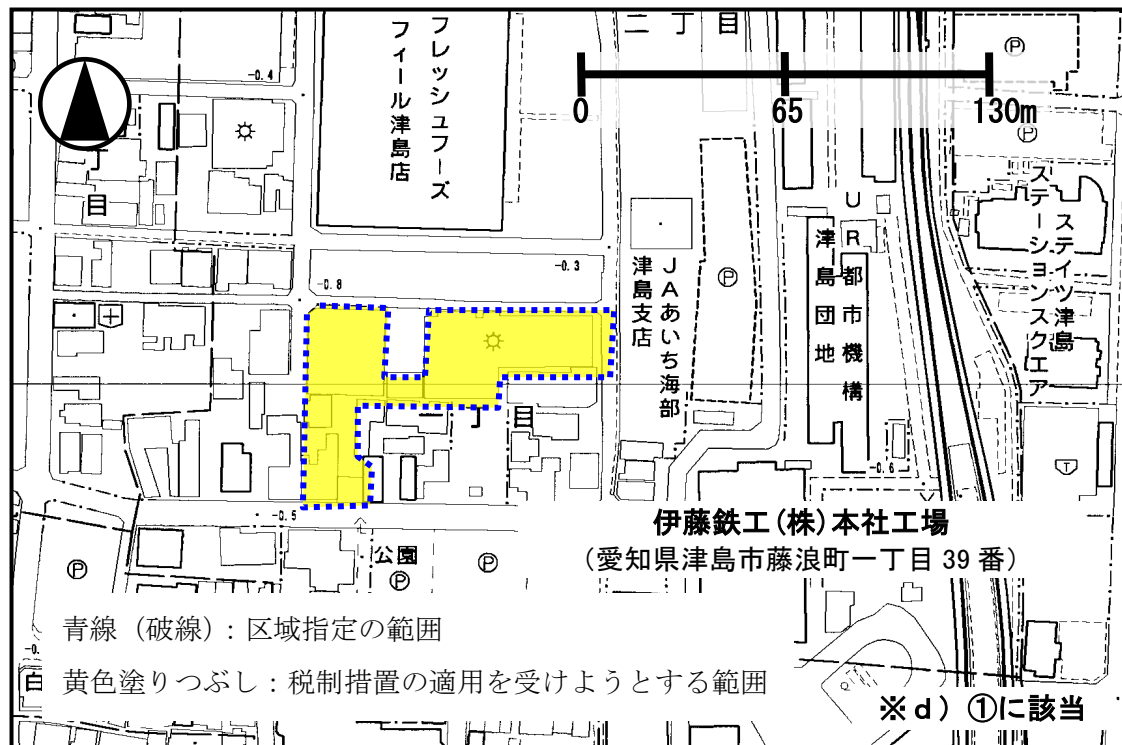 二丁目
フレッシュフーズ
フィール津島店
-0.4
0 65 130m
丁
目
-0.3
-0.8
JAあいち海部
津島支店
UR都市機構
津島団地
ステイツ津島
ステーションスクエア
P
P
P
丁目
-0.6
T
-0.5
公園
P
P
P
伊藤鉄工(株)本社工場
(愛知県津島市藤浪町一丁目 39 番)
青線(破線):区域指定の範囲
黄色塗りつぶし:税制措置の適用を受けようとする範囲
白
※d)①に該当